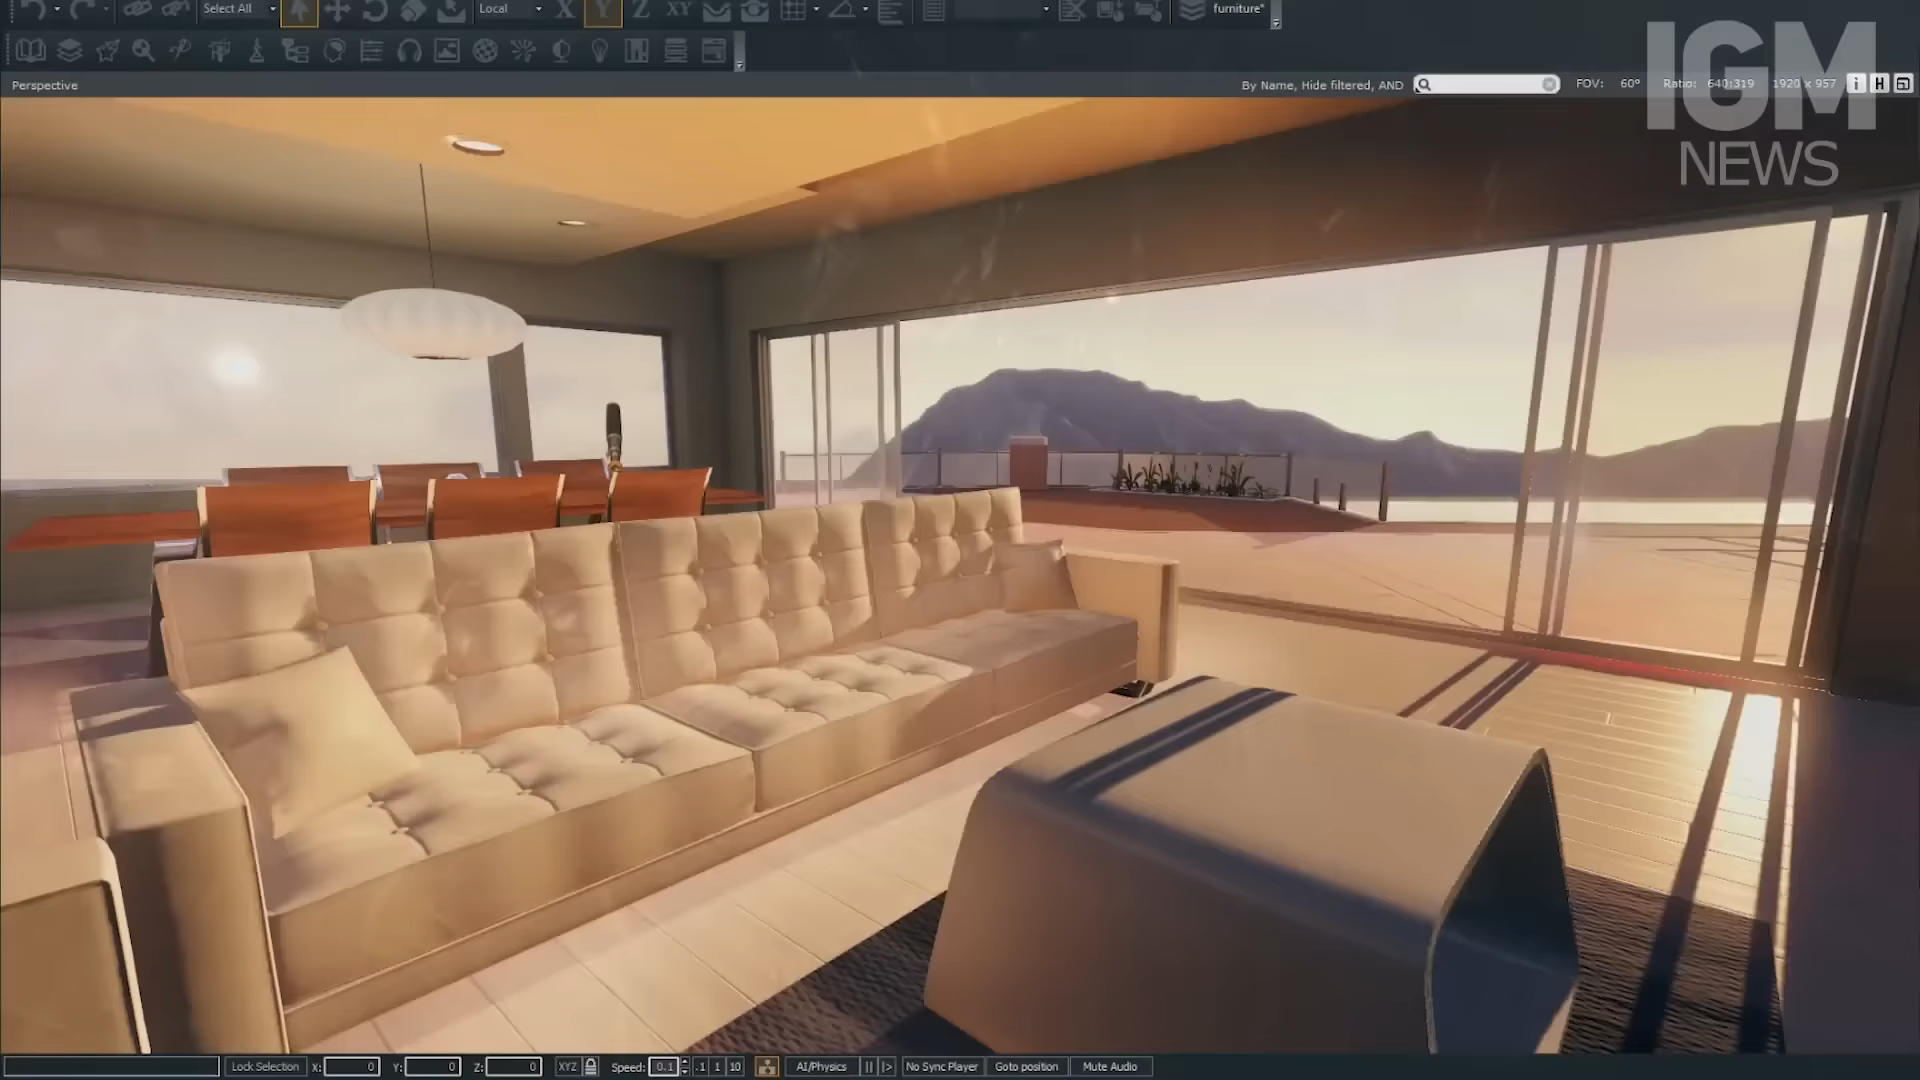 Select All
Local
X Y Z XY
furniture*
IGM
NEWS
Perspective
By Name, Hide filtered, AND
FOV: 60° Ratio: 640:319 1920 x 957 i H
Lock Selection X: 0 Y: 0 Z: 0 XYZ Speed: 0.1 .1 1 10 AI/Physics No Sync Player Goto position Mute Audio